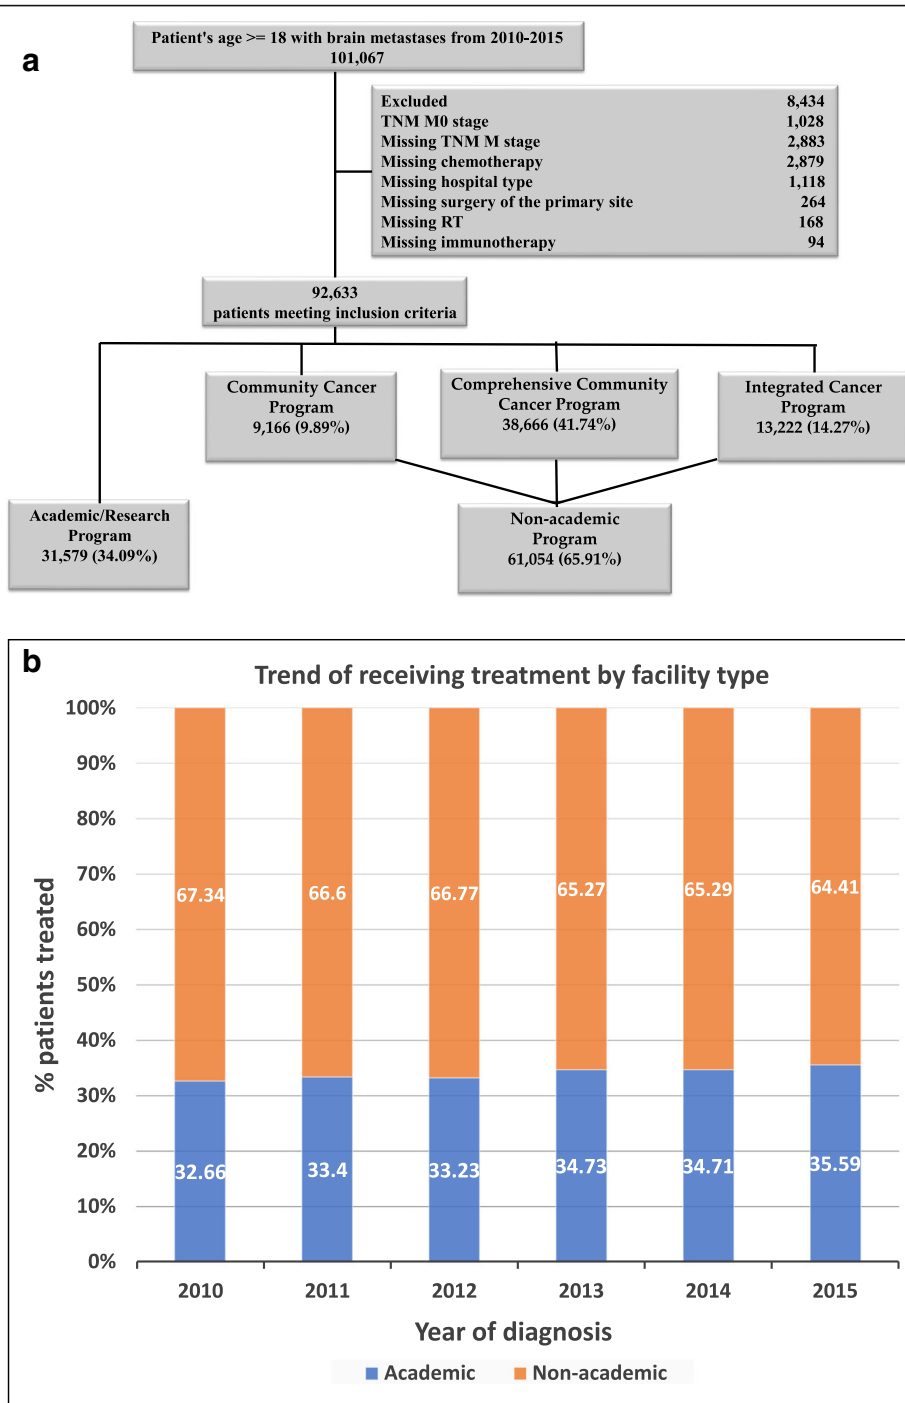 a
Patient's age >= 18 with brain metastases from 2010-2015
101,067
Excluded 8,434
TNM M0 stage 1,028
Missing TNM M stage 2,883
Missing chemotherapy 2,879
Missing hospital type 1,118
Missing surgery of the primary site 264
Missing RT 168
Missing immunotherapy 94
92,633
patients meeting inclusion criteria
Community Cancer
Program
9,166 (9.89%)
Comprehensive Community
Cancer Program
38,666 (41.74%)
Integrated Cancer
Program
13,222 (14.27%)
Academic/Research
Program
31,579 (34.09%)
Non-academic
Program
61,054 (65.91%)
b
Trend of receiving treatment by facility type
% patients treated
100%
90%
80%
70%
60%
50%
40%
30%
20%
10%
0%
67.34 66.6 66.77 65.27 65.29 64.41
32.66 33.4 33.23 34.73 34.71 35.59
2010 2011 2012 2013 2014 2015
Year of diagnosis
Academic Non-academic